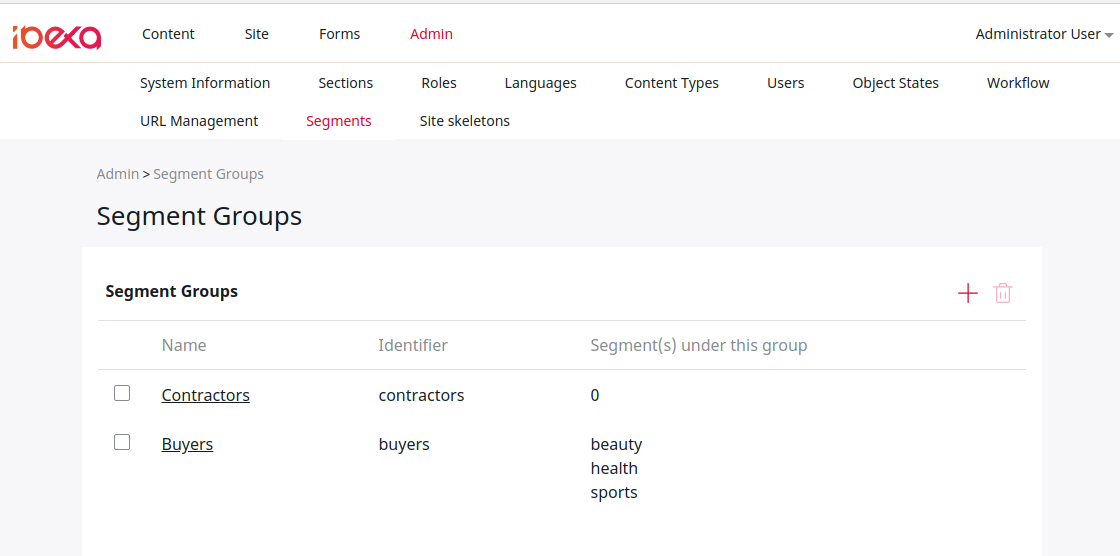 ibexa Content Site Forms Admin Administrator User
System Information Sections Roles Languages Content Types Users Object States Workflow
URL Management Segments Site skeletons
Admin > Segment Groups
Segment Groups
Segment Groups
Name Identifier Segment(s) under this group
Contractors contractors 0
Buyers buyers beauty
health
sports